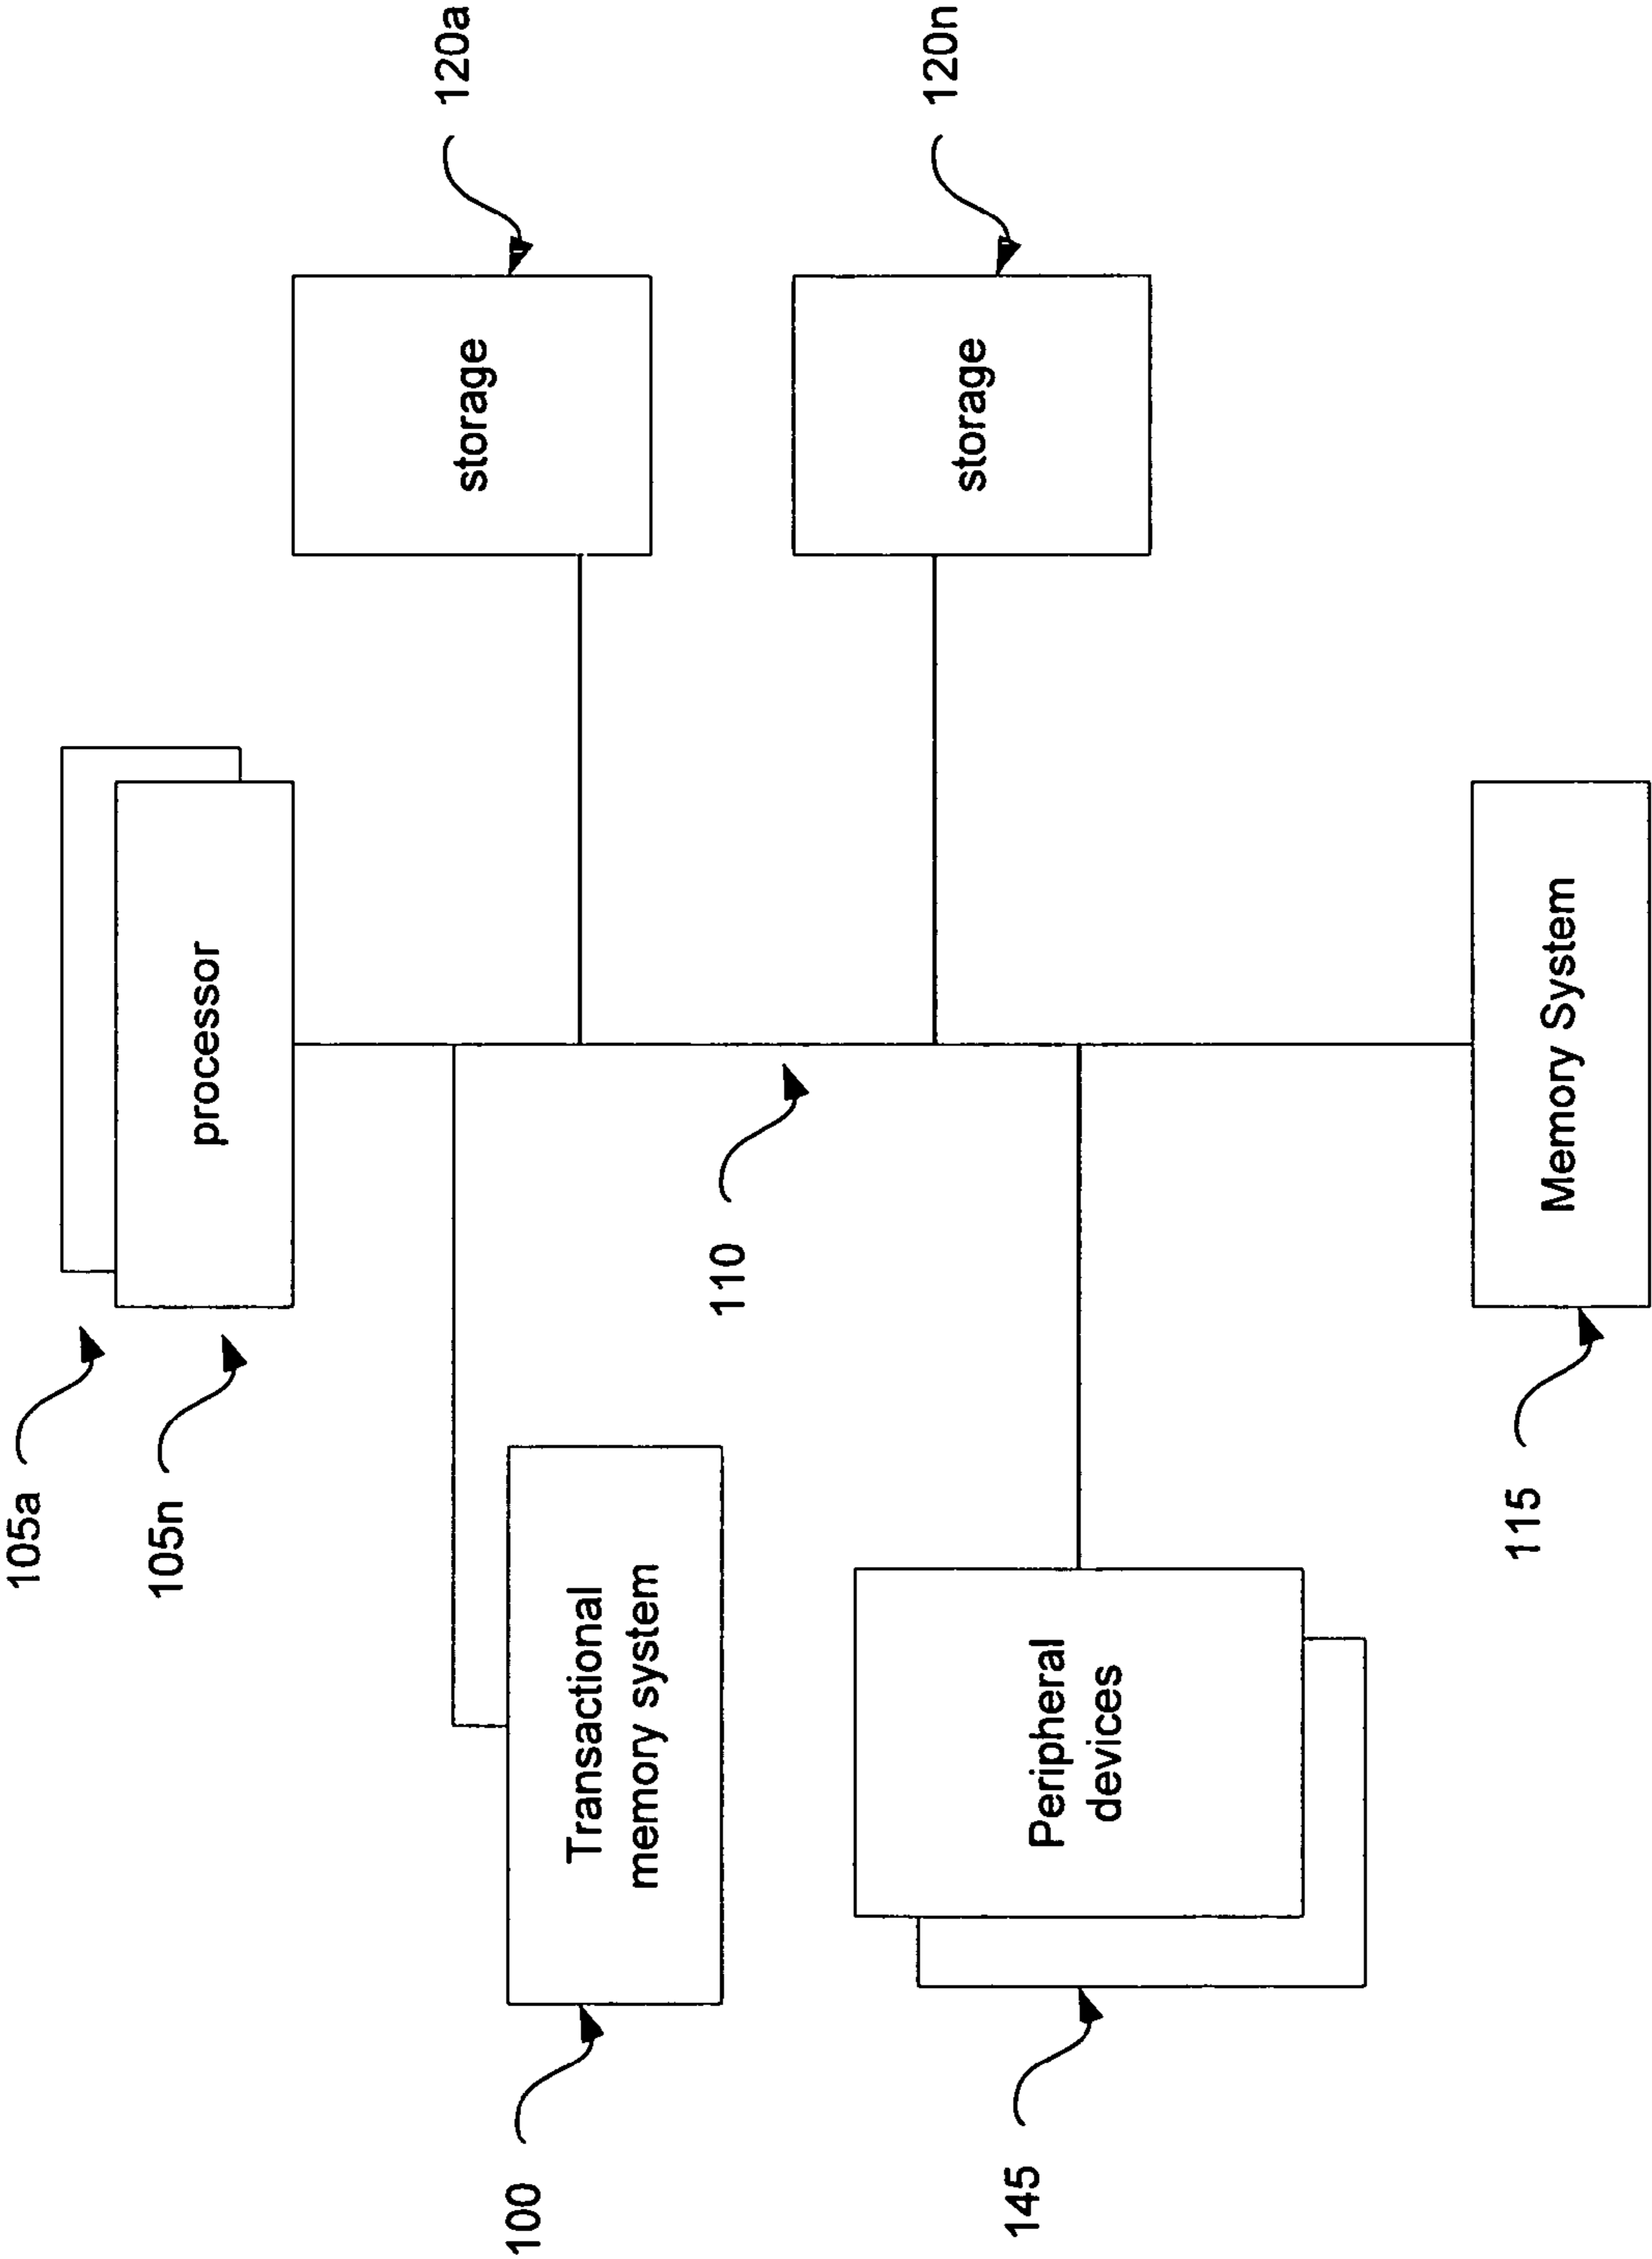 105a
105n
processor
120a
storage
100
Transactional
memory system
110
120n
storage
145
Peripheral
devices
115
Memory System